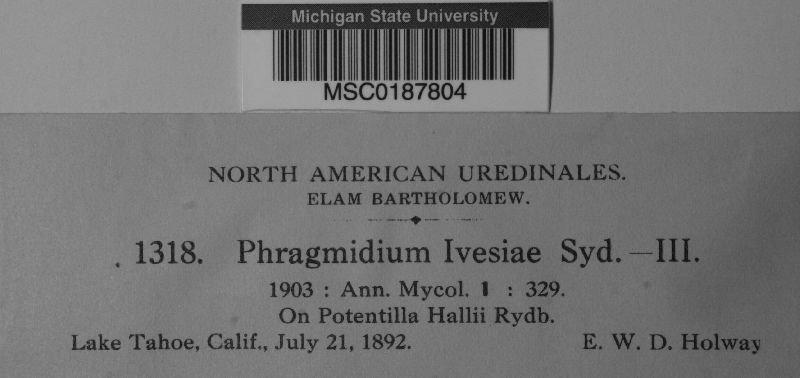 Michigan State University
MSC0187804
NORTH AMERICAN UREDINALES.
ELAM BARTHOLOMEW.
1318. Phragmidium Ivesiae Syd.—III.
1903 : Ann. Mycol. 1 : 329.
On Potentilla Hallii Rydb.
Lake Tahoe, Calif., July 21, 1892. E. W. D. Holway